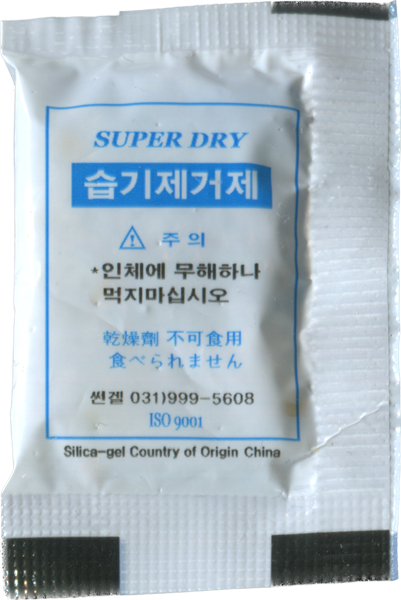 SUPER DRY
습기제거제
⚠ 주의
*인체에 무해하나
먹지마십시오
乾燥劑 不可食用
食べられません
썬겔 031)999-5608
ISO 9001
Silica-gel Country of Origin China